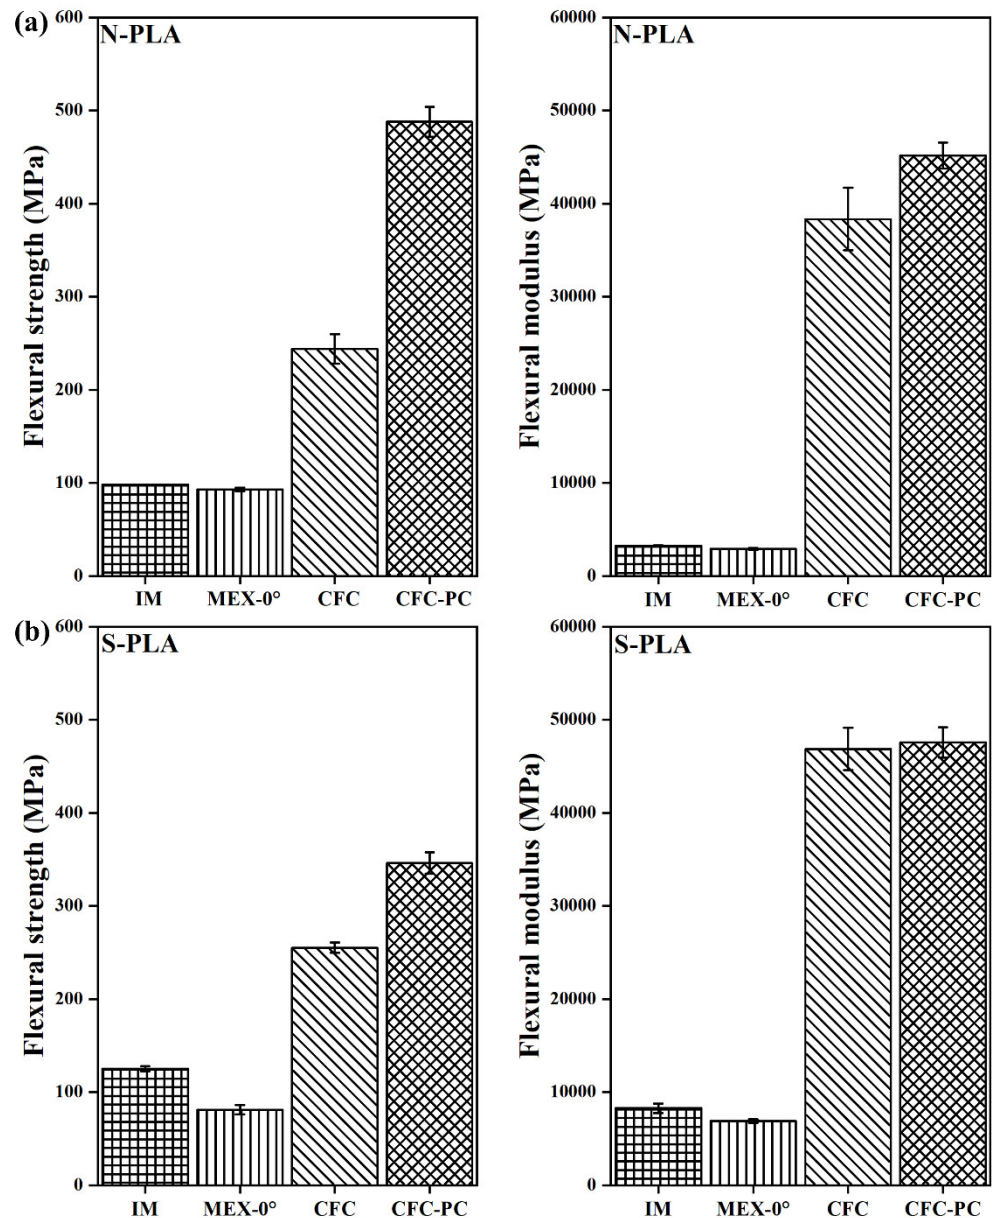 (a)
N-PLA
Flexural strength (MPa)
600
500
400
300
200
100
0
IM MEX-0° CFC CFC-PC
N-PLA
Flexural modulus (MPa)
60000
50000
40000
30000
20000
10000
0
IM MEX-0° CFC CFC-PC
(b)
S-PLA
Flexural strength (MPa)
600
500
400
300
200
100
0
IM MEX-0° CFC CFC-PC
S-PLA
Flexural modulus (MPa)
60000
50000
40000
30000
20000
10000
0
IM MEX-0° CFC CFC-PC